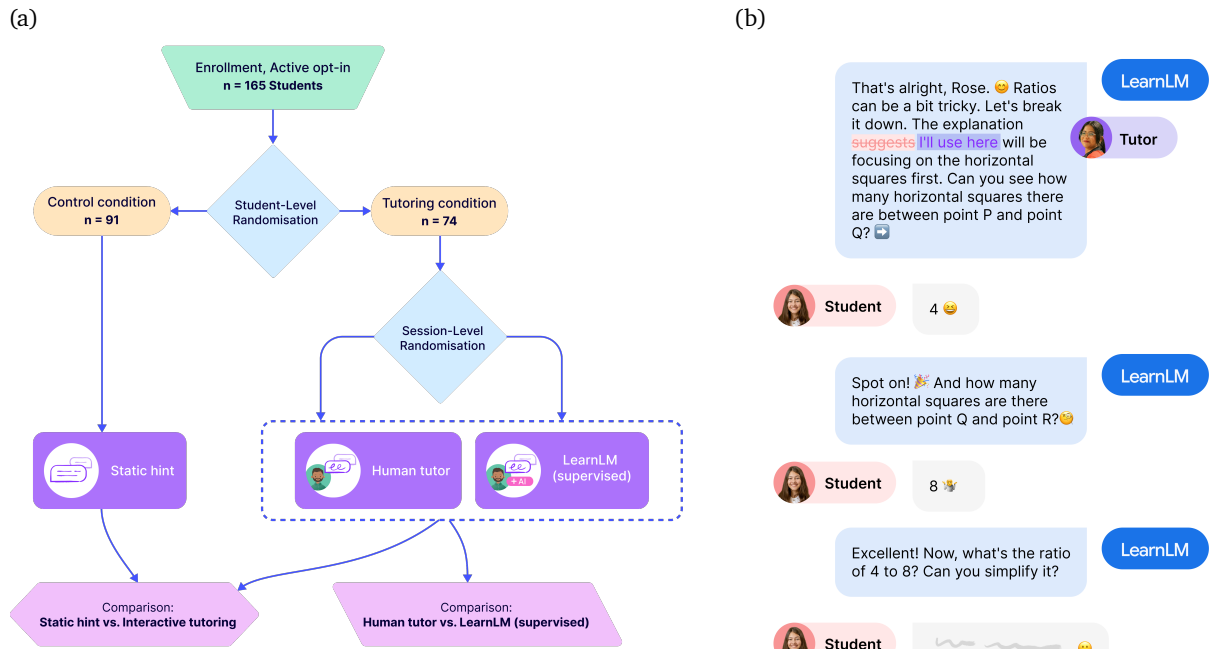 (a)
Enrollment, Active opt-in
n = 165 Students
Control condition
n = 91
Student-Level
Randomisation
Tutoring condition
n = 74
Session-Level
Randomisation
Static hint
Human tutor
+ AI
LearnLM
(supervised)
Comparison:
Static hint vs. Interactive tutoring
Comparison:
Human tutor vs. LearnLM (supervised)
(b)
LearnLM
Tutor
That's alright, Rose. 😊 Ratios
can be a bit tricky. Let's break
it down. The explanation
suggests I'll use here will be
focusing on the horizontal
squares first. Can you see how
many horizontal squares there
are between point P and point
Q? ➡️
Student
4 😆
LearnLM
Spot on! 🎉 And how many
horizontal squares are there
between point Q and point R?🧐
Student
8 🤹
LearnLM
Excellent! Now, what's the ratio
of 4 to 8? Can you simplify it?
Student